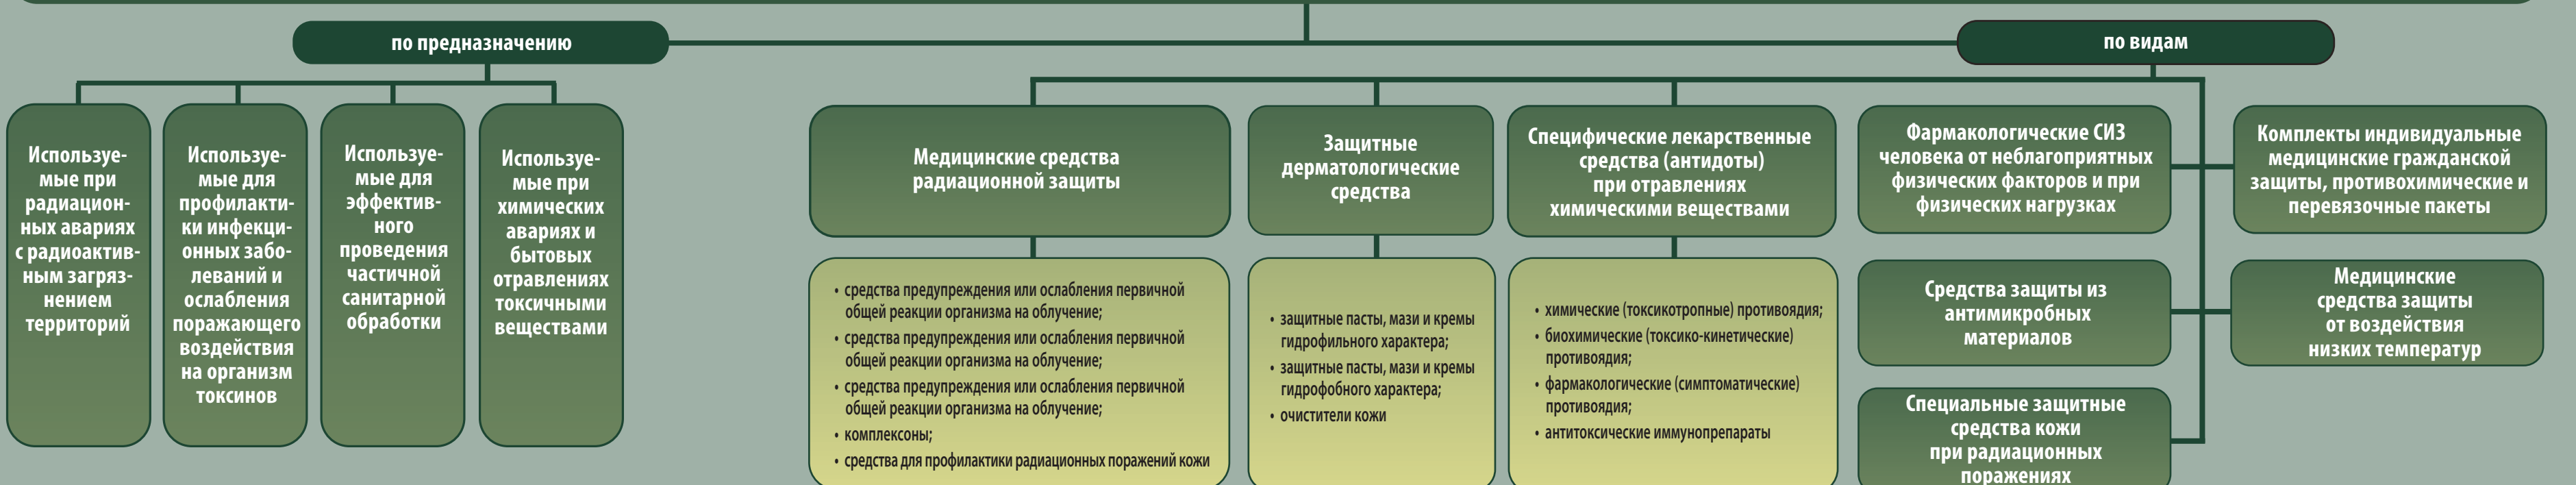 по предназначению
по видам
Используе-
мые при
радиацион-
ных авариях
с радиоактив-
ным загряз-
нением
территорий
Используе-
мые для
профилакти-
ки инфекци-
онных забо-
леваний и
ослабления
поражающего
воздействия
на организм
токсинов
Используе-
мые для
эффектив-
ного
проведения
частичной
санитарной
обработки
Используе-
мые при
химических
авариях и
бытовых
отравлениях
токсичными
веществами
Медицинские средства
радиационной защиты
• средства предупреждения или ослабления первичной
общей реакции организма на облучение;
• средства предупреждения или ослабления первичной
общей реакции организма на облучение;
• средства предупреждения или ослабления первичной
общей реакции организма на облучение;
• комплексоны;
• средства для профилактики радиационных поражений кожи
Защитные
дерматологические
средства
• защитные пасты, мази и кремы
гидрофильного характера;
• защитные пасты, мази и кремы
гидрофобного характера;
• очистители кожи
Специфические лекарственные
средства (антидоты)
при отравлениях
химическими веществами
• химические (токсикотропные) противоядия;
• биохимические (токсико-кинетические)
противоядия;
• фармакологические (симптоматические)
противоядия;
• антитоксические иммунопрепараты
Фармакологические СИЗ
человека от неблагоприятных
физических факторов и при
физических нагрузках
Комплекты индивидуальные
медицинские гражданской
защиты, противохимические и
перевязочные пакеты
Средства защиты из
антимикробных
материалов
Медицинские
средства защиты
от воздействия
низких температур
Специальные защитные
средства кожи
при радиационных
поражениях